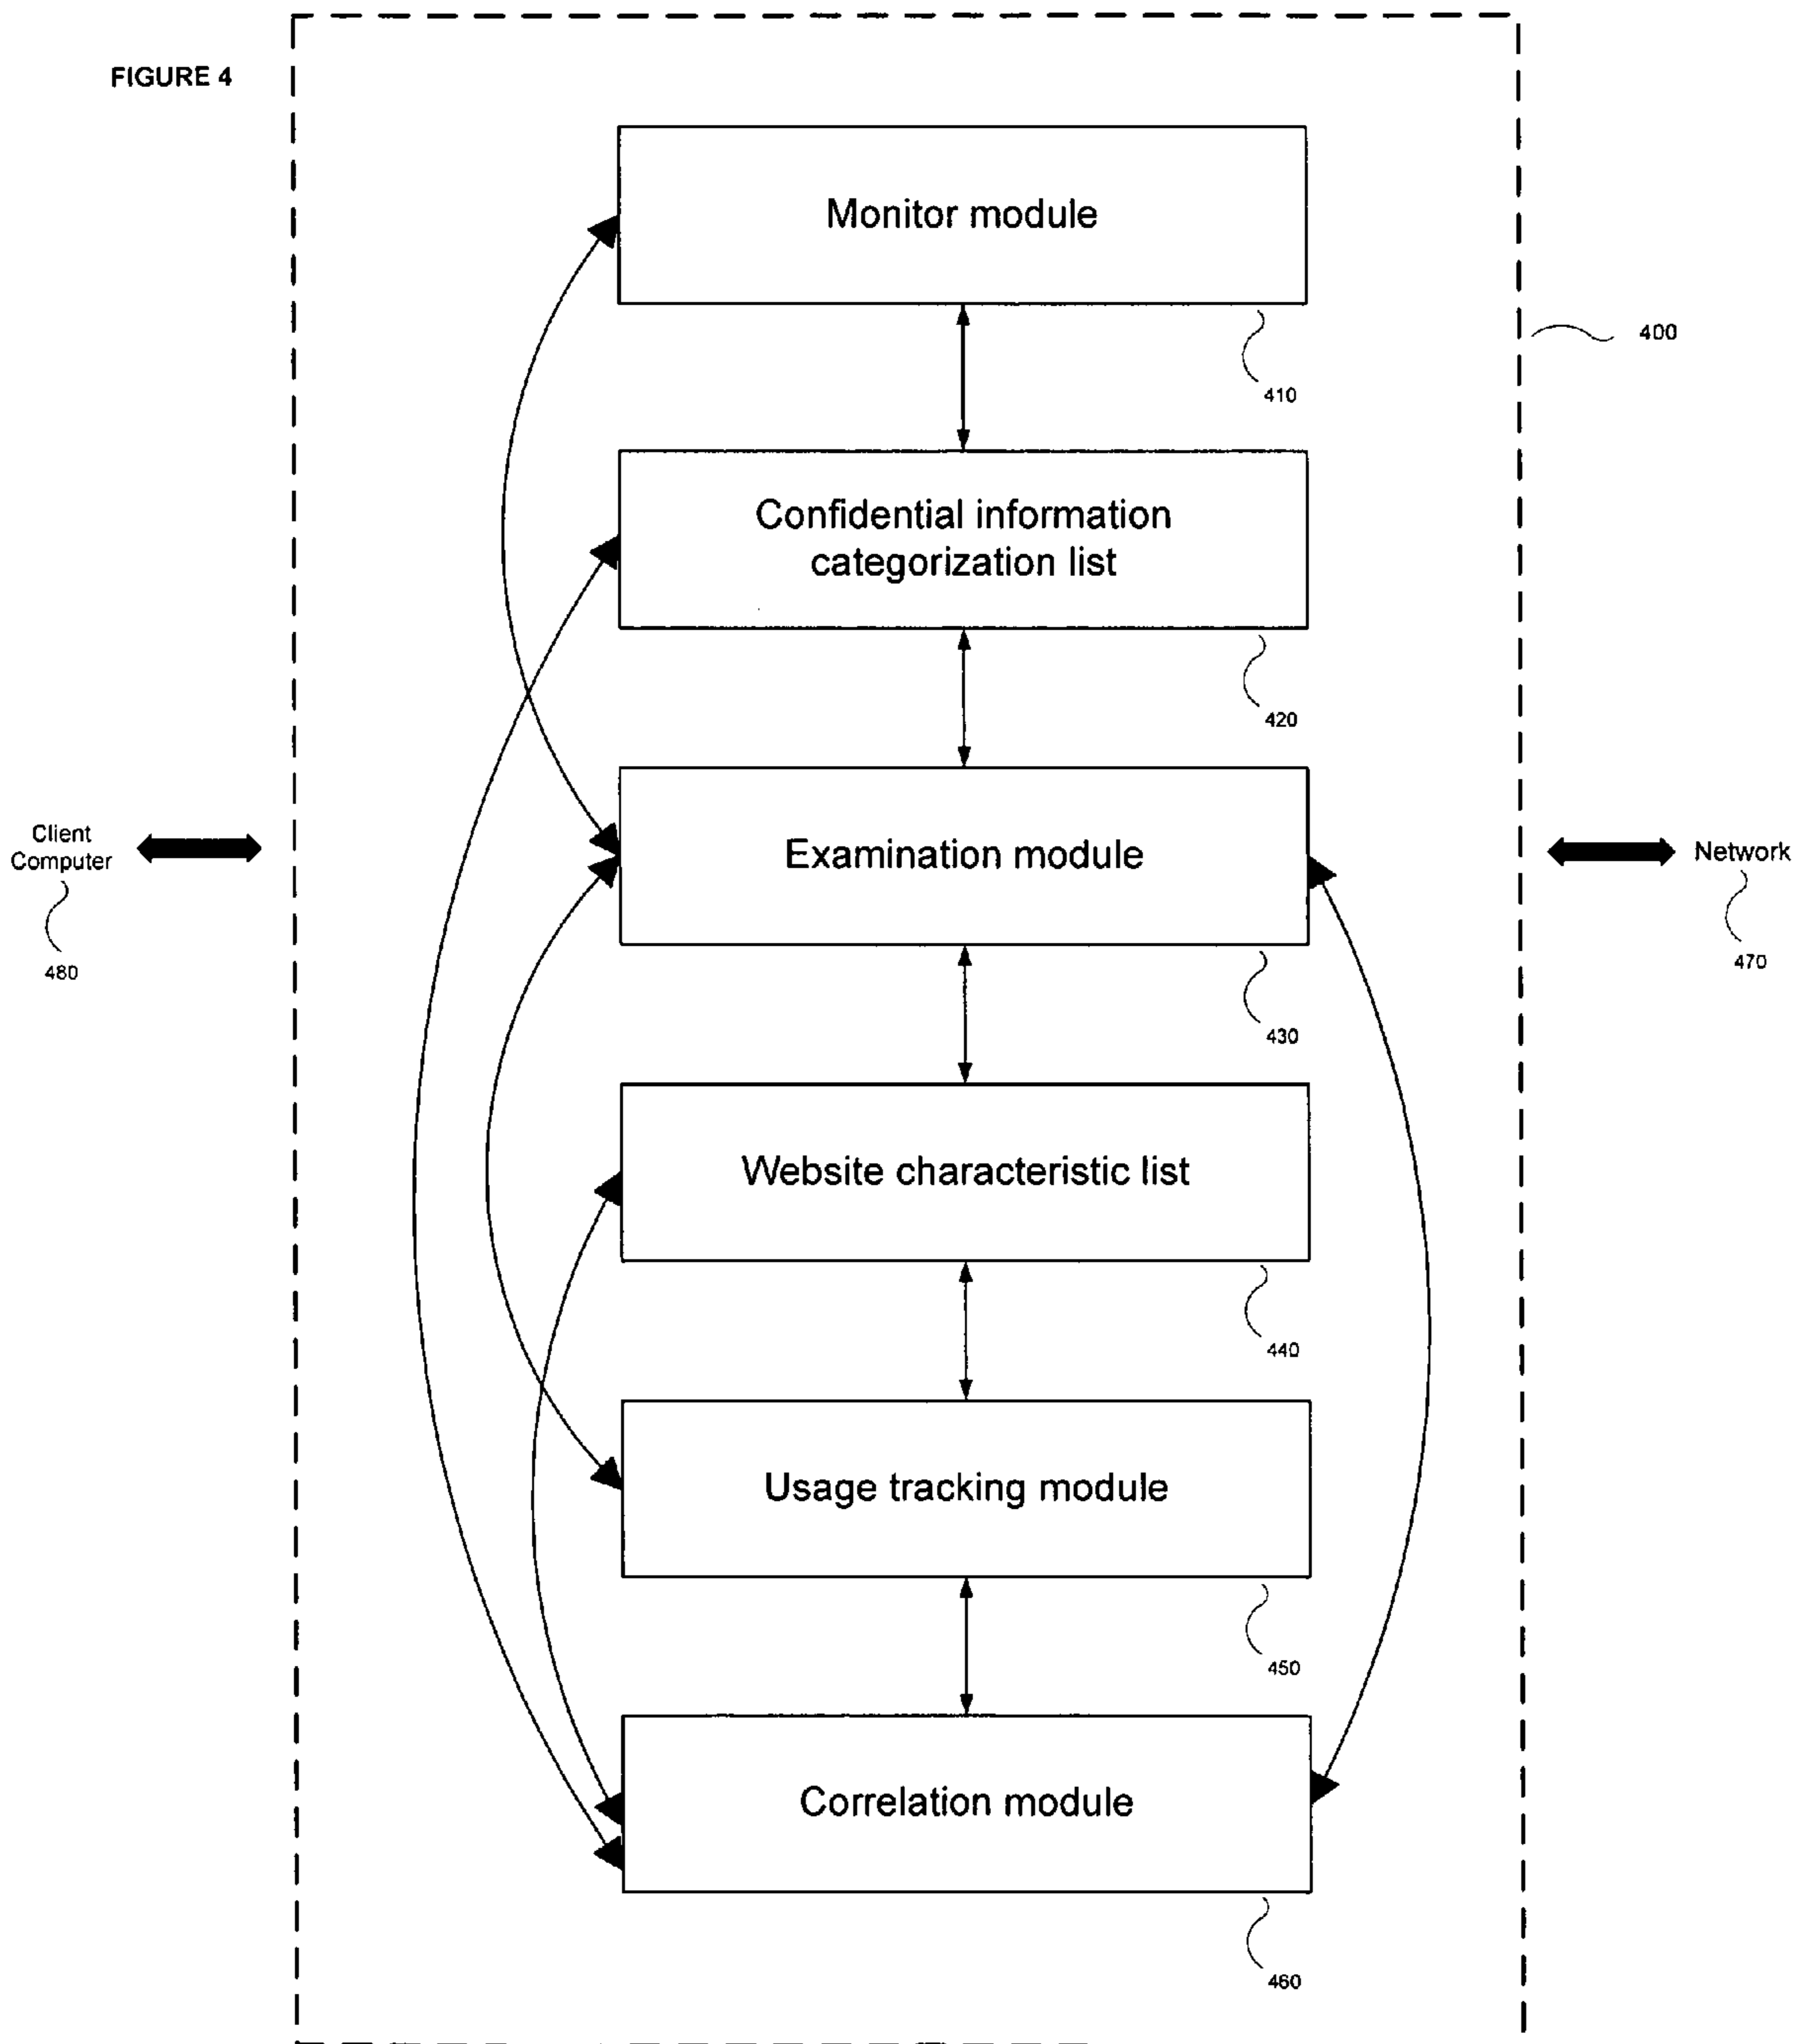 FIGURE 4
Monitor module
400
410
Confidential information
categorization list
420
Client
Computer
480
Examination module
Network
470
430
Website characteristic list
440
Usage tracking module
450
Correlation module
460